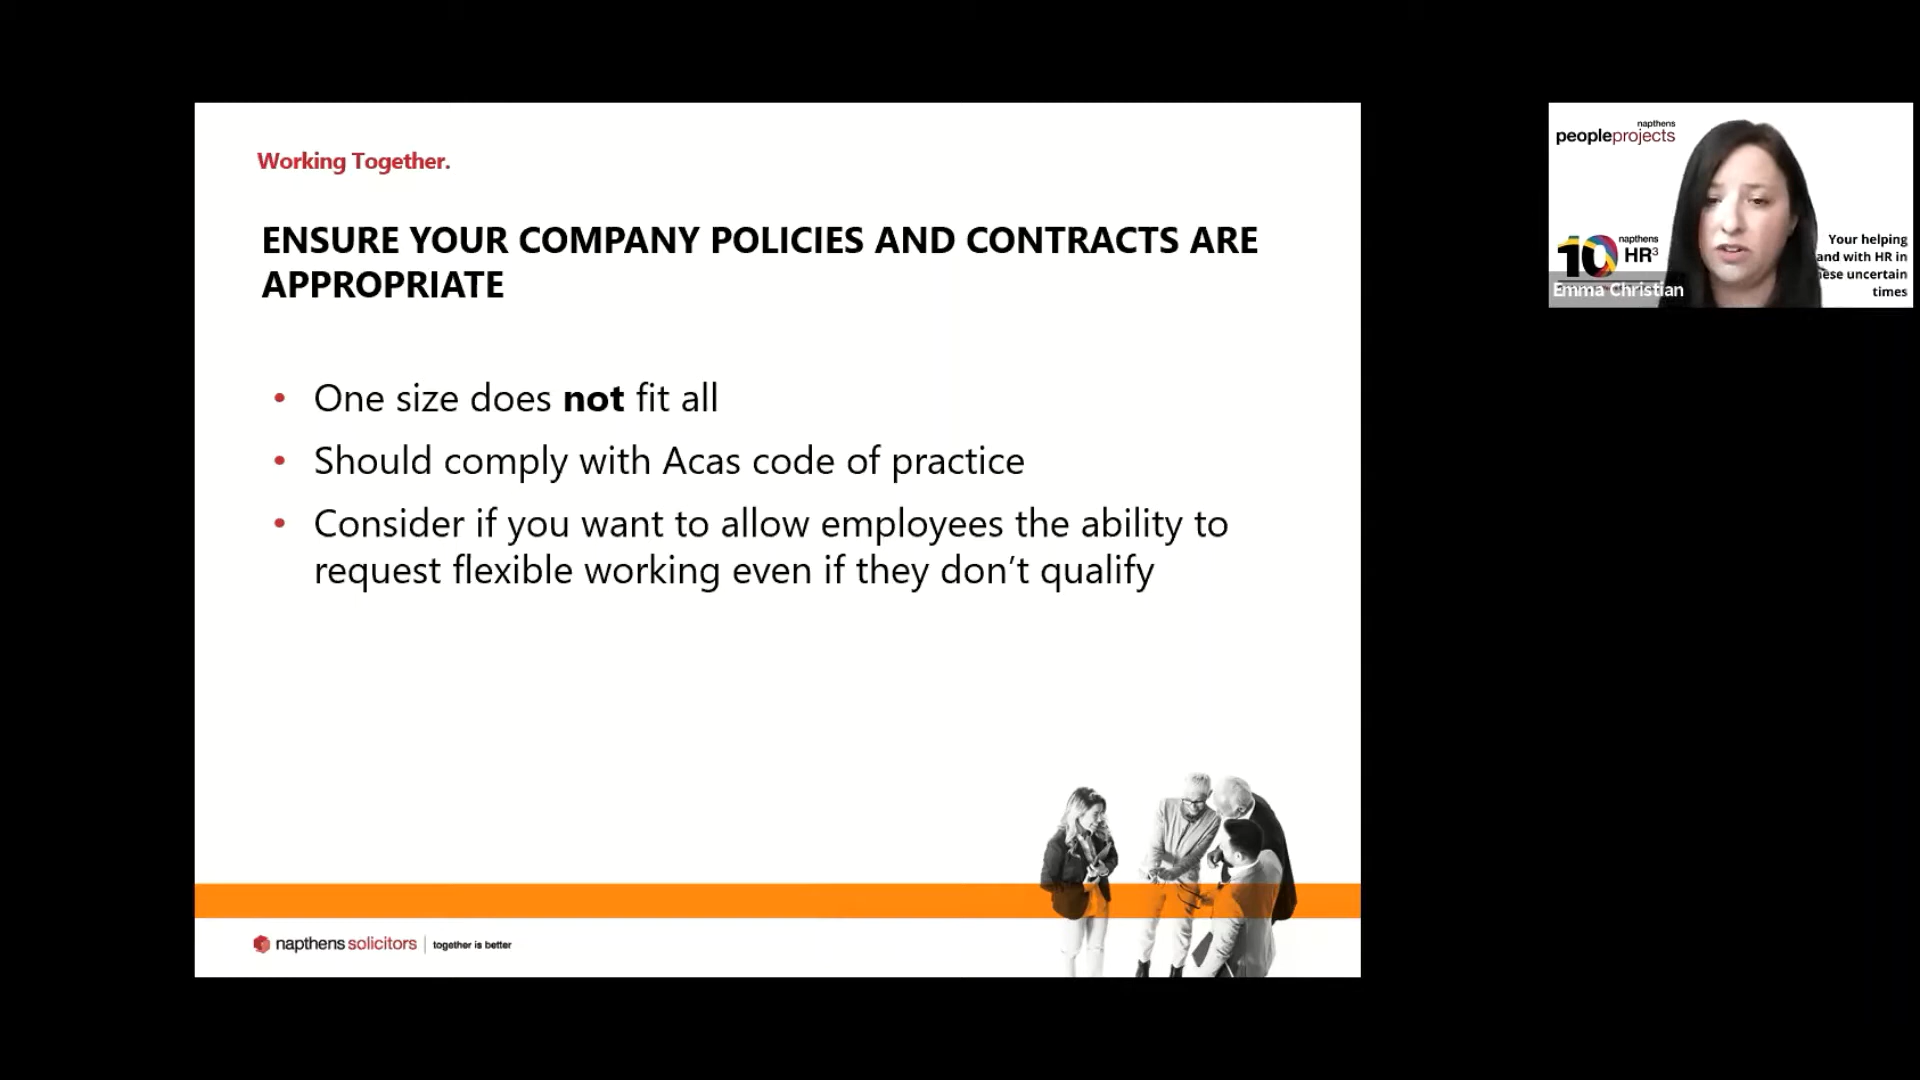 Working Together.
ENSURE YOUR COMPANY POLICIES AND CONTRACTS ARE
APPROPRIATE
• One size does not fit all
• Should comply with Acas code of practice
• Consider if you want to allow employees the ability to
request flexible working even if they don’t qualify
napthens solicitors | together is better
napthens
peopleprojects
10 napthens
HR³
Emma Christian
Your helping
and with HR in
ese uncertain
times